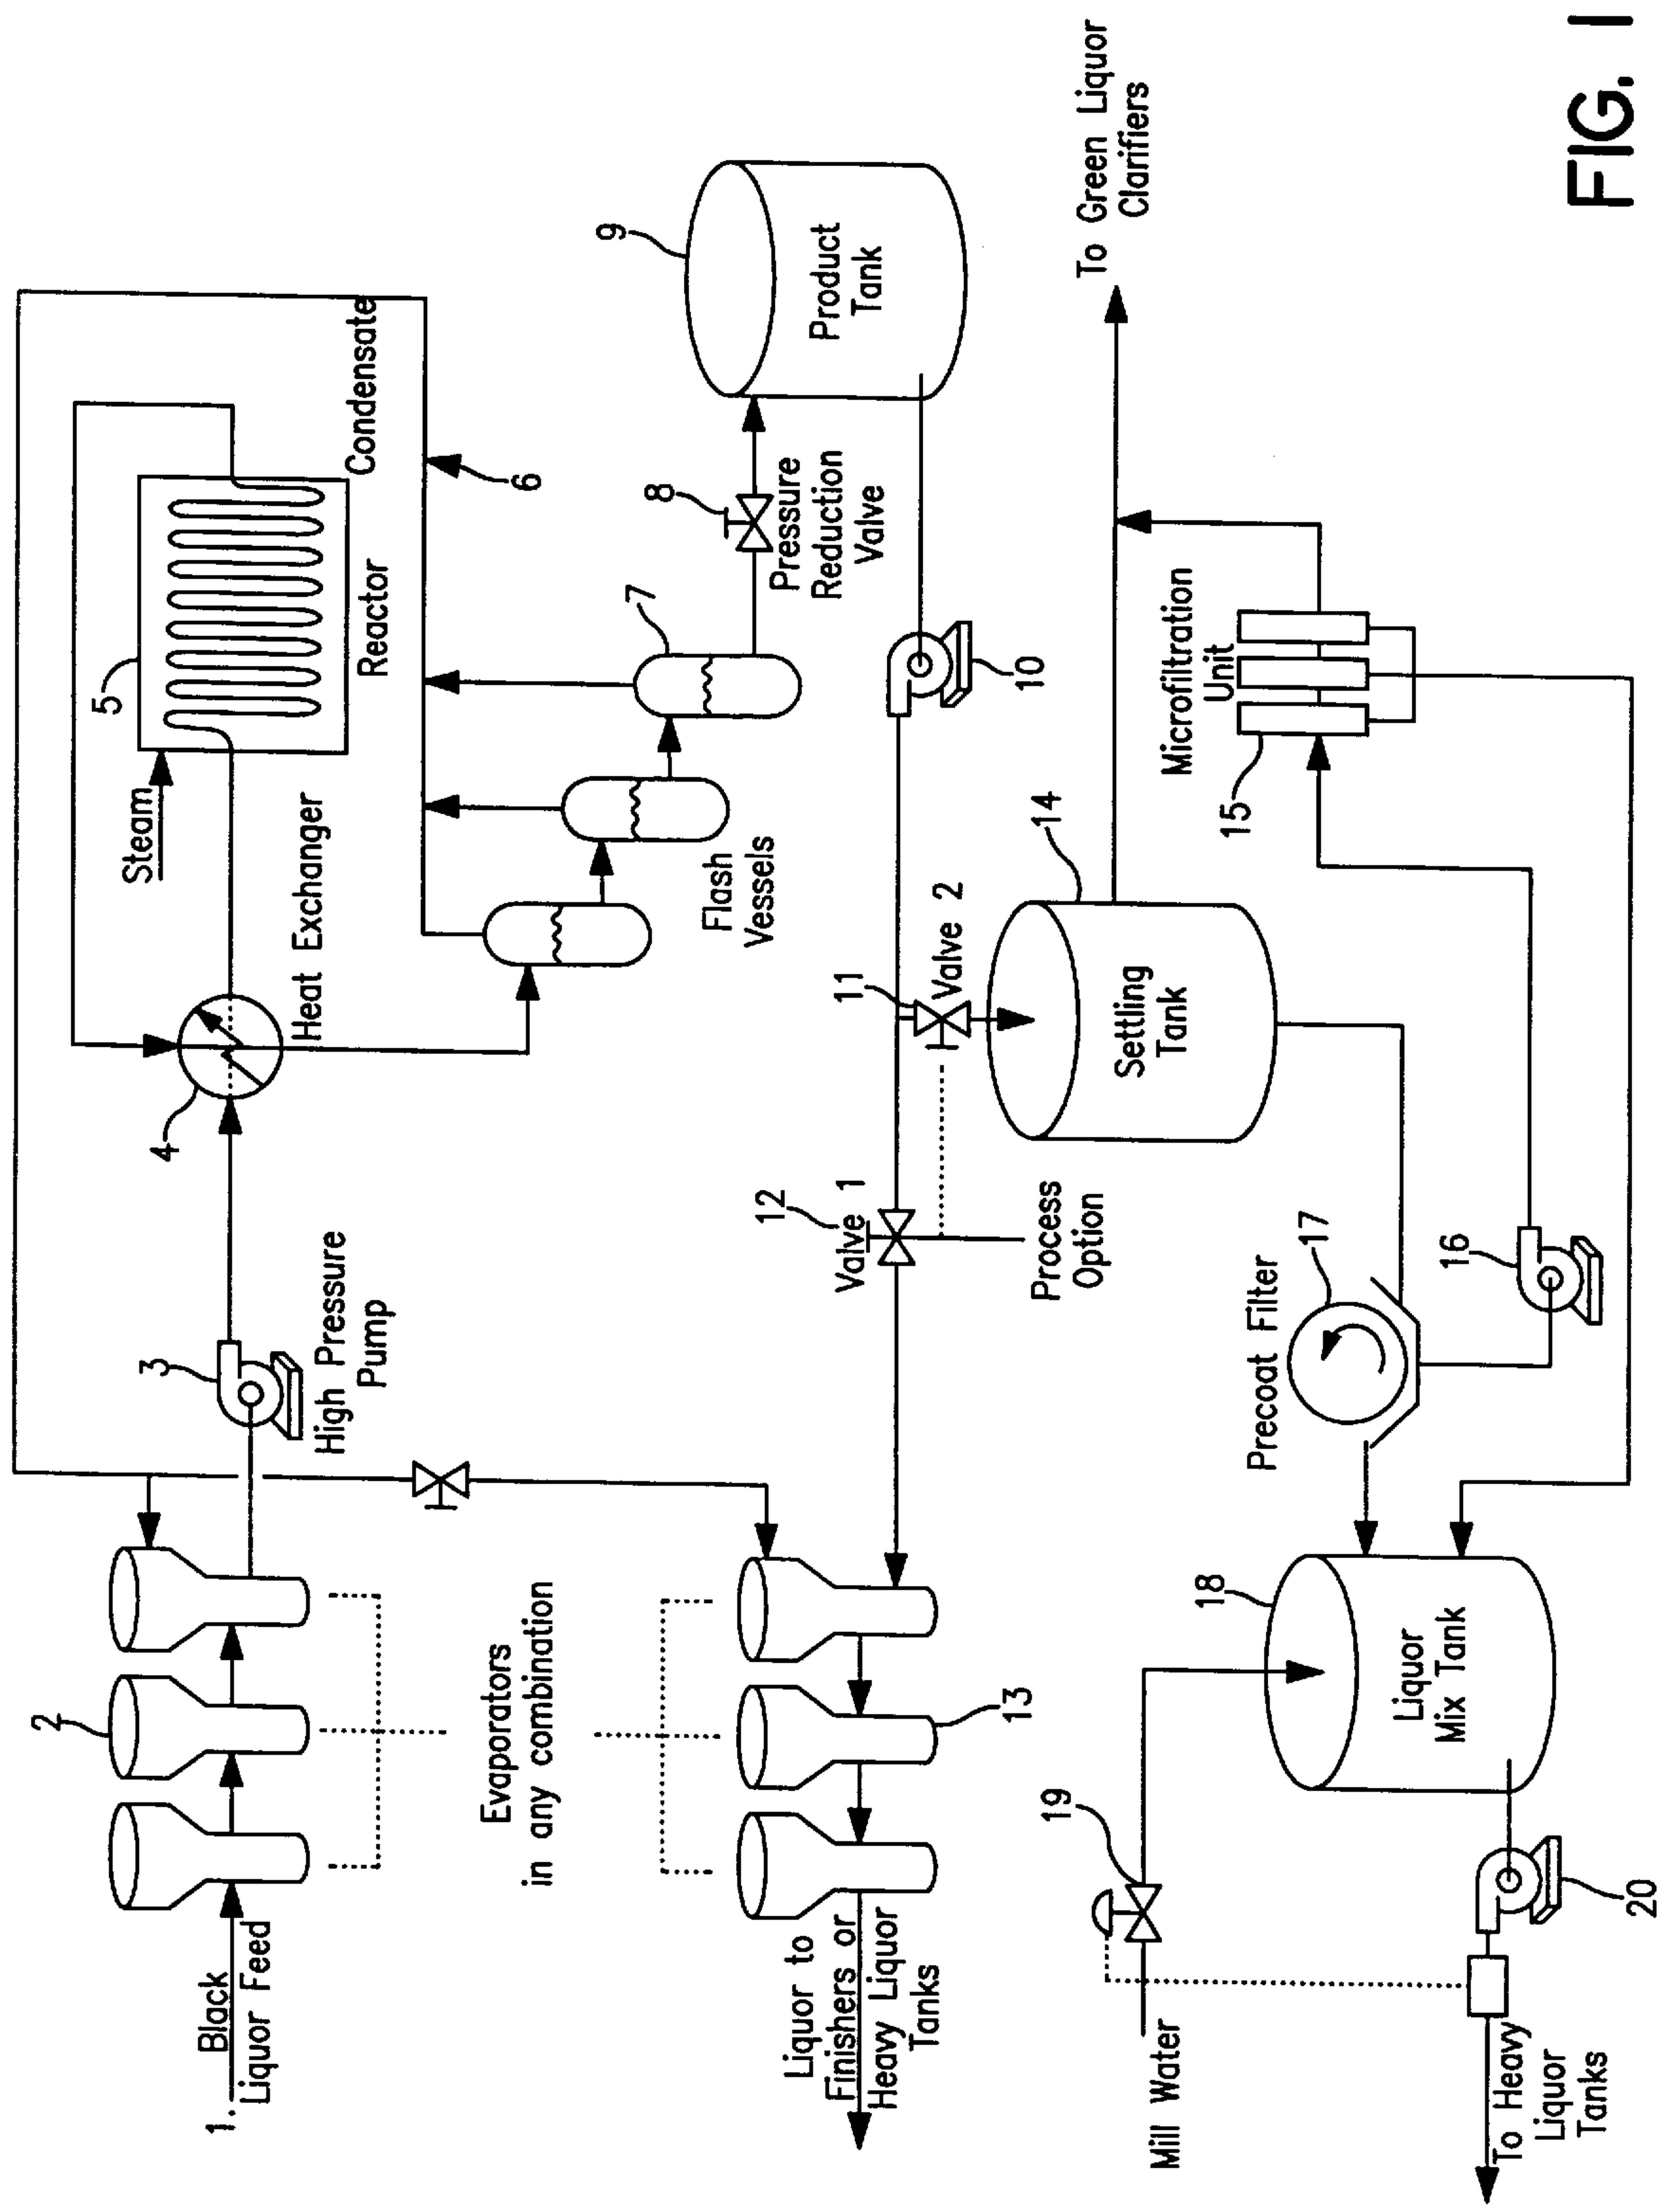 1.
Black
Liquor Feed
2
3
High Pressure
Pump
4
Heat Exchanger
Steam
5
Reactor
Condensate
6
7
Flash
Vessels
8
Pressure
Reduction
Valve
9
Product
Tank
10
Evaporators
in any combination
Liquor to
Finishers or
Heavy Liquor
Tanks
13
12
Valve 1
Process
Option
11
Valve 2
14
Settling
Tank
To Green Liquor
Clarifiers
Microfiltration
Unit
15
16
Precoat Filter
17
18
Liquor
Mix Tank
19
Mill Water
20
To Heavy
Liquor
Tanks
FIG. 1